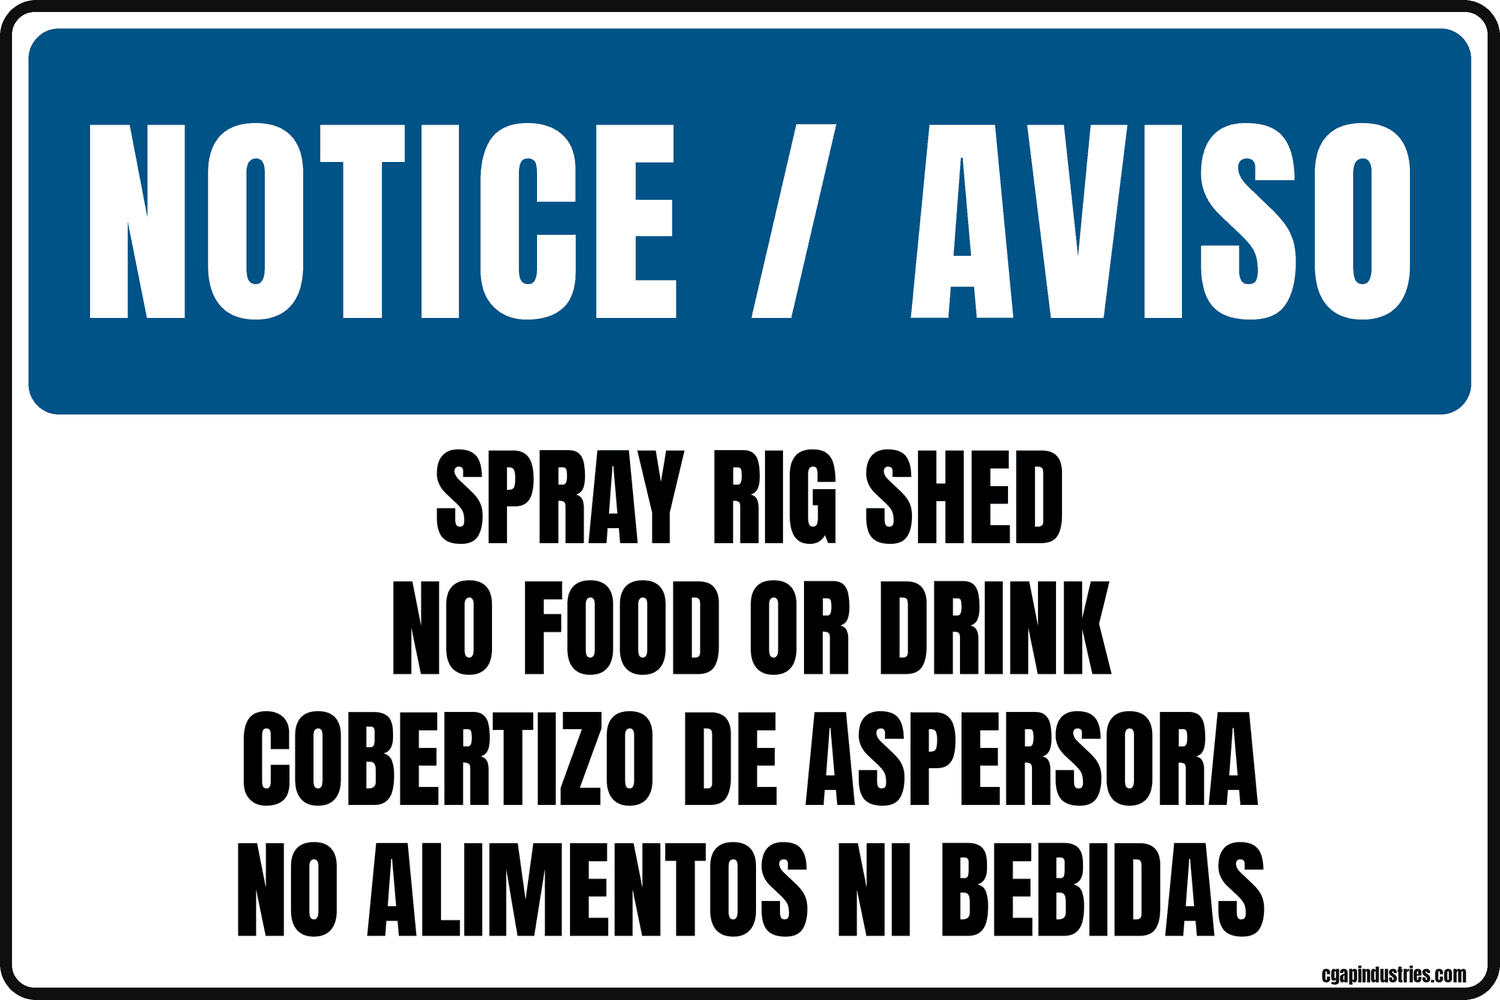 NOTICE / AVISO
SPRAY RIG SHED
NO FOOD OR DRINK
COBERTIZO DE ASPERSORA
NO ALIMENTOS NI BEBIDAS
cgapindustries.com